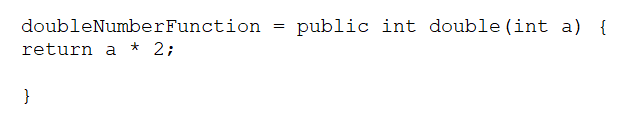 doubleNumberFunction = public int double(int a) {
return a * 2;
}